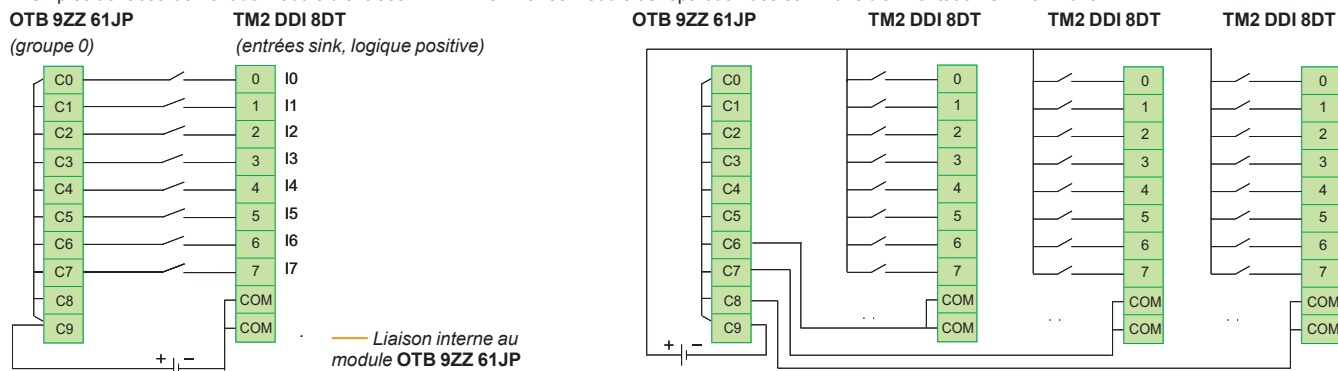 OTB 9ZZ 61JP
TM2 DDI 8DT
(groupe 0)
(entrées sink, logique positive)
C0 0 I0
C1 1 I1
C2 2 I2
C3 3 I3
C4 4 I4
C5 5 I5
C6 6 I6
C7 7 I7
C8 COM
C9 COM
+ –
Liaison interne au
module OTB 9ZZ 61JP
OTB 9ZZ 61JP TM2 DDI 8DT TM2 DDI 8DT TM2 DDI 8DT
C0 0 0 0
C1 1 1 1
C2 2 2 2
C3 3 3 3
C4 4 4 4
C5 5 5 5
C6 6 6 6
C7 7 7 7
C8 COM COM COM
C9 COM COM COM
+ –